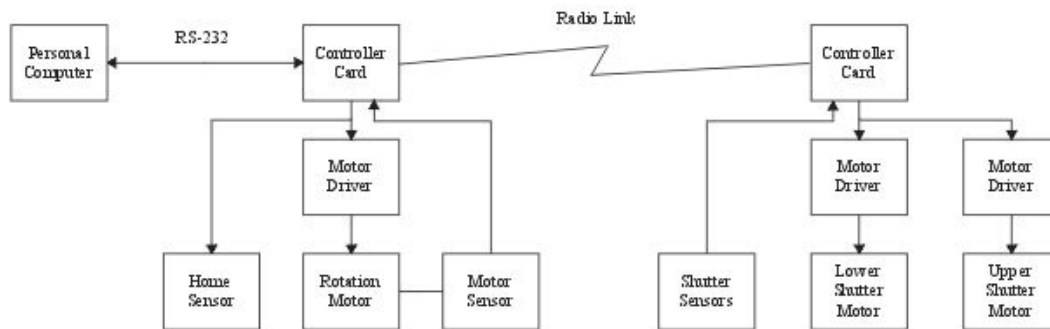 Radio Link
RS-232
Personal
Computer
Controller
Card
Controller
Card
Motor
Driver
Motor
Driver
Motor
Driver
Home
Sensor
Rotation
Motor
Motor
Sensor
Shutter
Sensors
Lower
Shutter
Motor
Upper
Shutter
Motor